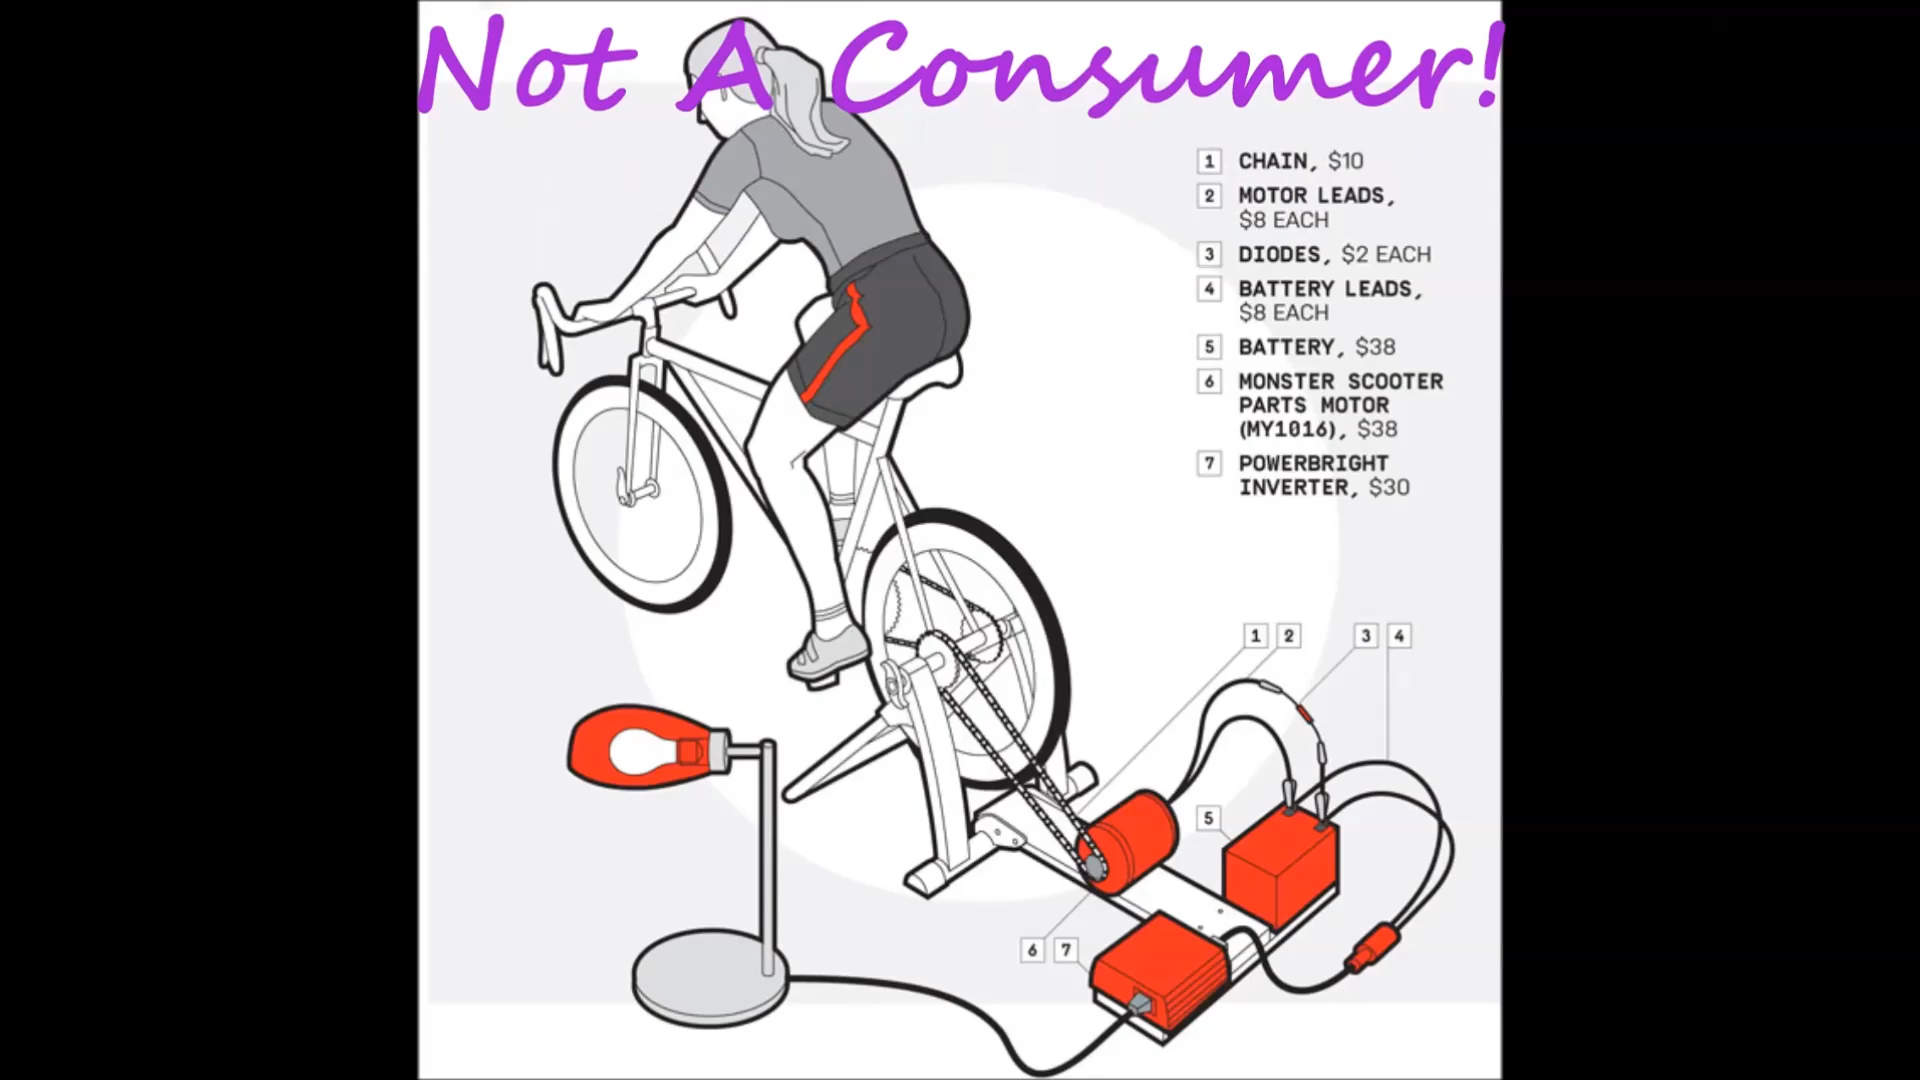 Not A Consumer!
1 CHAIN, $10
2 MOTOR LEADS,
$8 EACH
3 DIODES, $2 EACH
4 BATTERY LEADS,
$8 EACH
5 BATTERY, $38
6 MONSTER SCOOTER
PARTS MOTOR
(MY1016), $38
7 POWERBRIGHT
INVERTER, $30
1 2 3 4
5
6 7